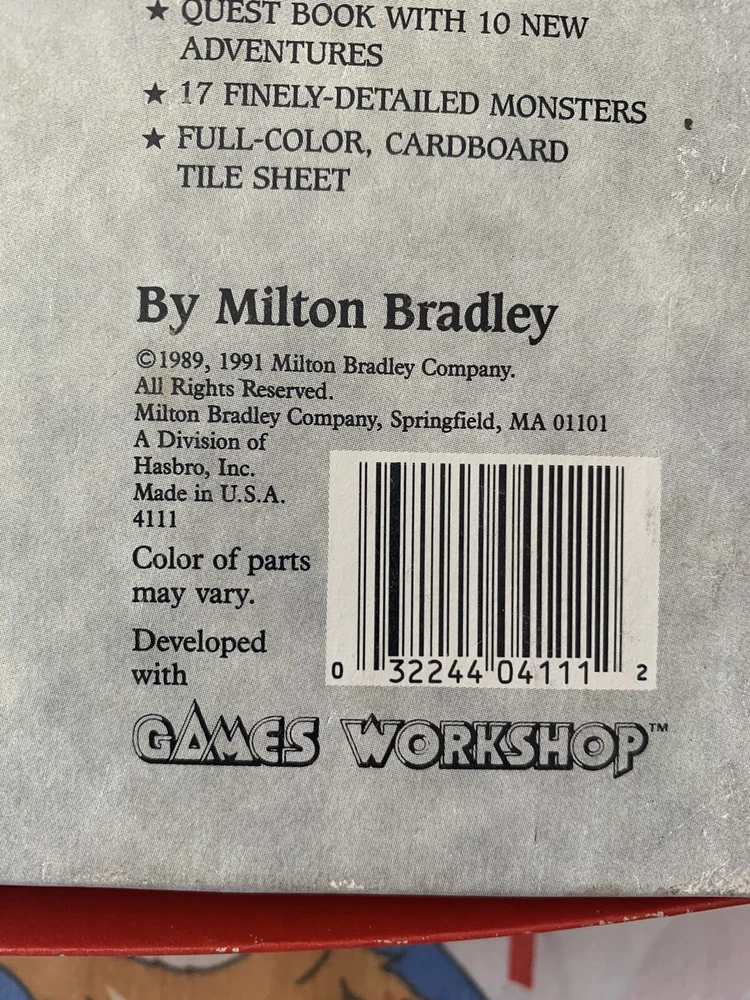 ★ QUEST BOOK WITH 10 NEW
ADVENTURES
★ 17 FINELY-DETAILED MONSTERS
★ FULL-COLOR, CARDBOARD
TILE SHEET
By Milton Bradley
©1989, 1991 Milton Bradley Company.
All Rights Reserved.
Milton Bradley Company, Springfield, MA 01101
A Division of
Hasbro, Inc.
Made in U.S.A.
4111
Color of parts
may vary.
Developed
with
GAMES WORKSHOP™
0 32244 04111 2